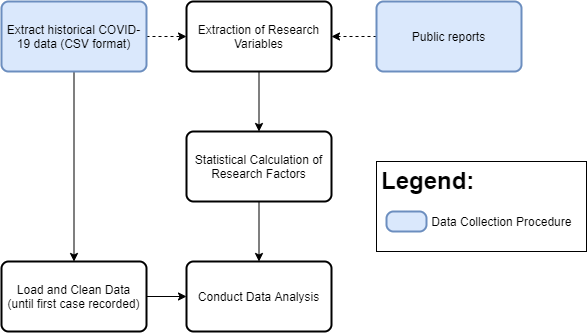 Extract historical COVID-
19 data (CSV format)
Extraction of Research
Variables
Public reports
Statistical Calculation of
Research Factors
Legend:
Data Collection Procedure
Load and Clean Data
(until first case recorded)
Conduct Data Analysis